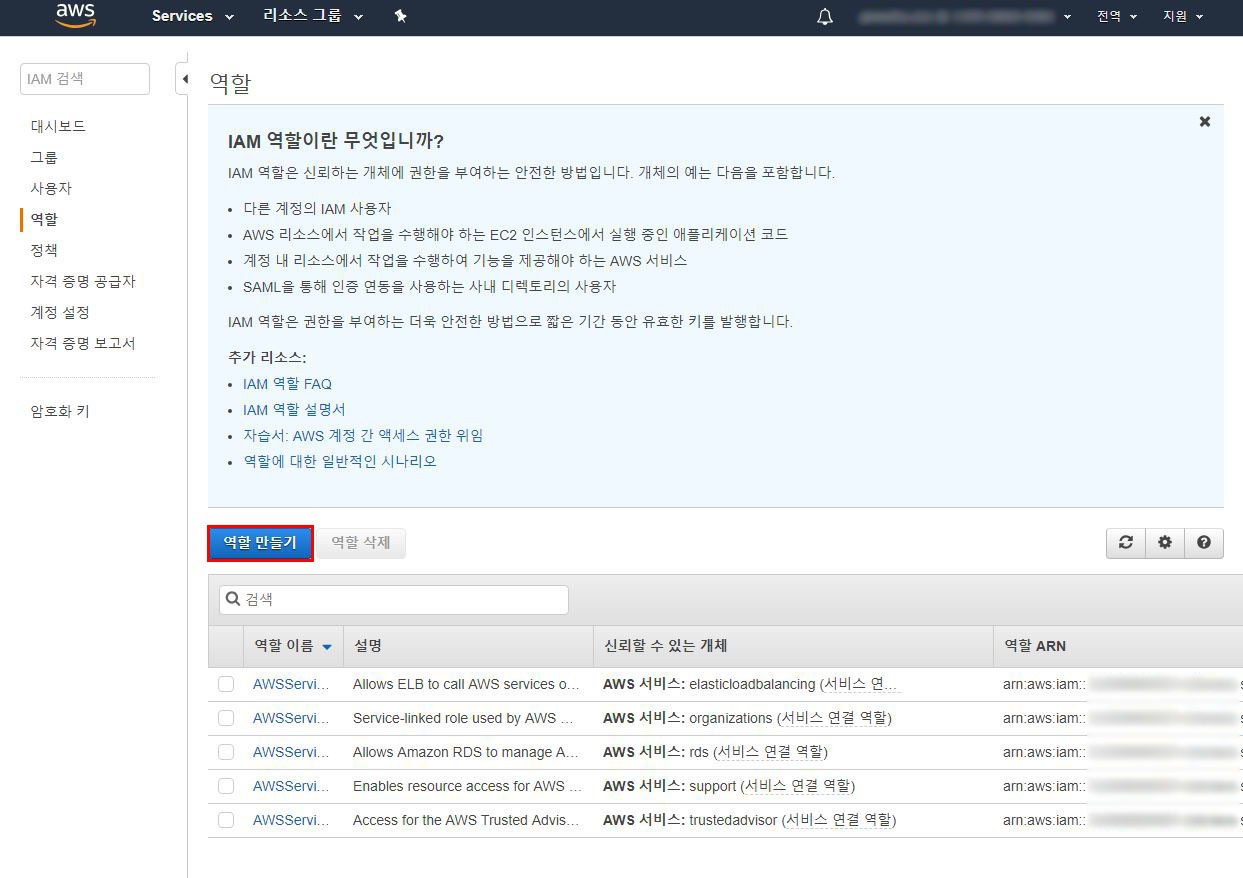 aws
Services
리소스 그룹
전역
지원
IAM 검색
대시보드
그룹
사용자
역할
정책
자격 증명 공급자
계정 설정
자격 증명 보고서
암호화 키
역할
IAM 역할이란 무엇입니까?
IAM 역할은 신뢰하는 개체에 권한을 부여하는 안전한 방법입니다. 개체의 예는 다음을 포함합니다.
• 다른 계정의 IAM 사용자
• AWS 리소스에서 작업을 수행해야 하는 EC2 인스턴스에서 실행 중인 애플리케이션 코드
• 계정 내 리소스에서 작업을 수행하여 기능을 제공해야 하는 AWS 서비스
• SAML을 통해 인증 연동을 사용하는 사내 디렉토리의 사용자
IAM 역할은 권한을 부여하는 더욱 안전한 방법으로 짧은 기간 동안 유효한 키를 발행합니다.
추가 리소스:
• IAM 역할 FAQ
• IAM 역할 설명서
• 자습서: AWS 계정 간 액세스 권한 위임
• 역할에 대한 일반적인 시나리오
역할 만들기 역할 삭제
검색
역할 이름 설명 신뢰할 수 있는 개체 역할 ARN
AWSServi... Allows ELB to call AWS services o... AWS 서비스: elasticloadbalancing (서비스 연... arn:aws:iam::
AWSServi... Service-linked role used by AWS ... AWS 서비스: organizations (서비스 연결 역할) arn:aws:iam::
AWSServi... Allows Amazon RDS to manage A... AWS 서비스: rds (서비스 연결 역할) arn:aws:iam::
AWSServi... Enables resource access for AWS ... AWS 서비스: support (서비스 연결 역할) arn:aws:iam::
AWSServi... Access for the AWS Trusted Advis... AWS 서비스: trustedadvisor (서비스 연결 역할) arn:aws:iam::